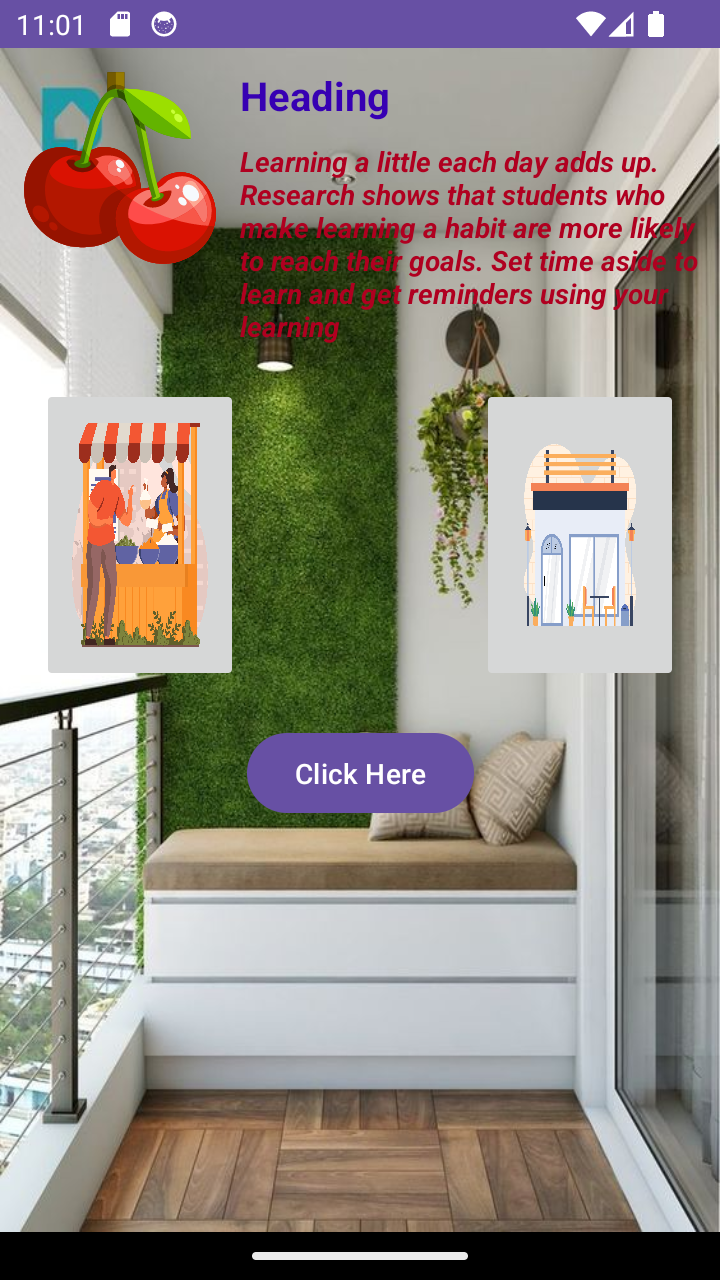 11:01
Heading
Learning a little each day adds up.
Research shows that students who
make learning a habit are more likely
to reach their goals. Set time aside to
learn and get reminders using your
learning
Click Here